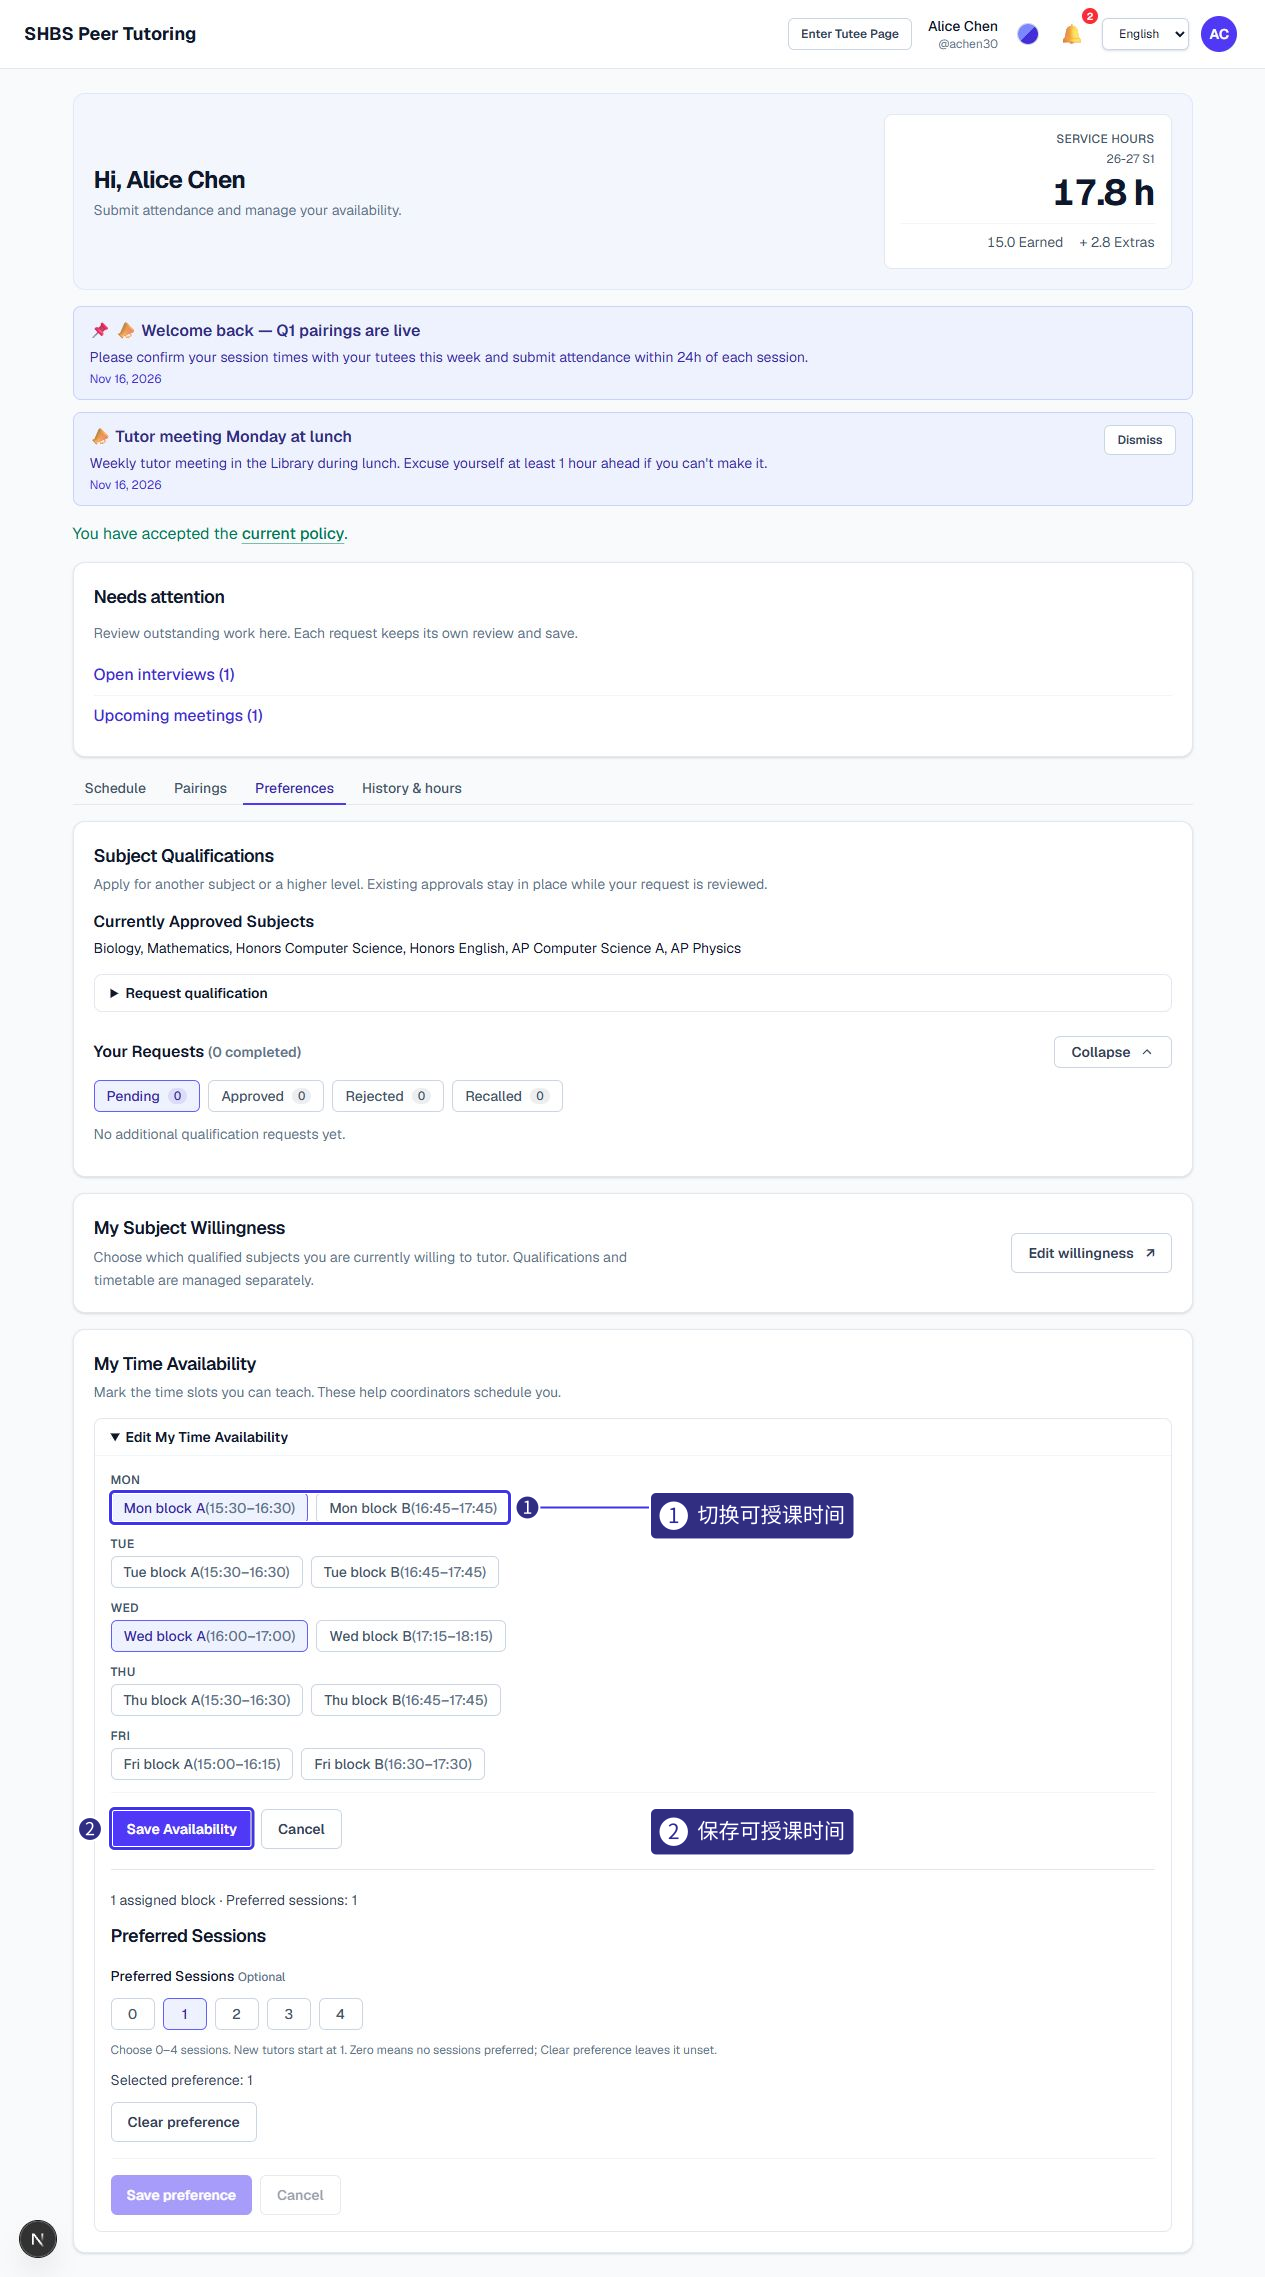 SHBS Peer Tutoring
Enter Tutee Page
Alice Chen
@achen30
2
English
AC
Hi, Alice Chen
Submit attendance and manage your availability.
SERVICE HOURS
26-27 S1
17.8 h
15.0 Earned + 2.8 Extras
Welcome back — Q1 pairings are live
Please confirm your session times with your tutees this week and submit attendance within 24h of each session.
Nov 16, 2026
Tutor meeting Monday at lunch
Dismiss
Weekly tutor meeting in the Library during lunch. Excuse yourself at least 1 hour ahead if you can't make it.
Nov 16, 2026
You have accepted the current policy.
Needs attention
Review outstanding work here. Each request keeps its own review and save.
Open interviews (1)
Upcoming meetings (1)
Schedule Pairings Preferences History & hours
Subject Qualifications
Apply for another subject or a higher level. Existing approvals stay in place while your request is reviewed.
Currently Approved Subjects
Biology, Mathematics, Honors Computer Science, Honors English, AP Computer Science A, AP Physics
Request qualification
Your Requests (0 completed)
Collapse
Pending 0 Approved 0 Rejected 0 Recalled 0
No additional qualification requests yet.
My Subject Willingness
Choose which qualified subjects you are currently willing to tutor. Qualifications and
timetable are managed separately.
Edit willingness
My Time Availability
Mark the time slots you can teach. These help coordinators schedule you.
Edit My Time Availability
MON
Mon block A(15:30–16:30) Mon block B(16:45–17:45) 1
1 切换可授课时间
TUE
Tue block A(15:30–16:30) Tue block B(16:45–17:45)
WED
Wed block A(16:00–17:00) Wed block B(17:15–18:15)
THU
Thu block A(15:30–16:30) Thu block B(16:45–17:45)
FRI
Fri block A(15:00–16:15) Fri block B(16:30–17:30)
2 Save Availability Cancel
2 保存可授课时间
1 assigned block · Preferred sessions: 1
Preferred Sessions
Preferred Sessions Optional
0 1 2 3 4
Choose 0–4 sessions. New tutors start at 1. Zero means no sessions preferred; Clear preference leaves it unset.
Selected preference: 1
Clear preference
Save preference Cancel
N